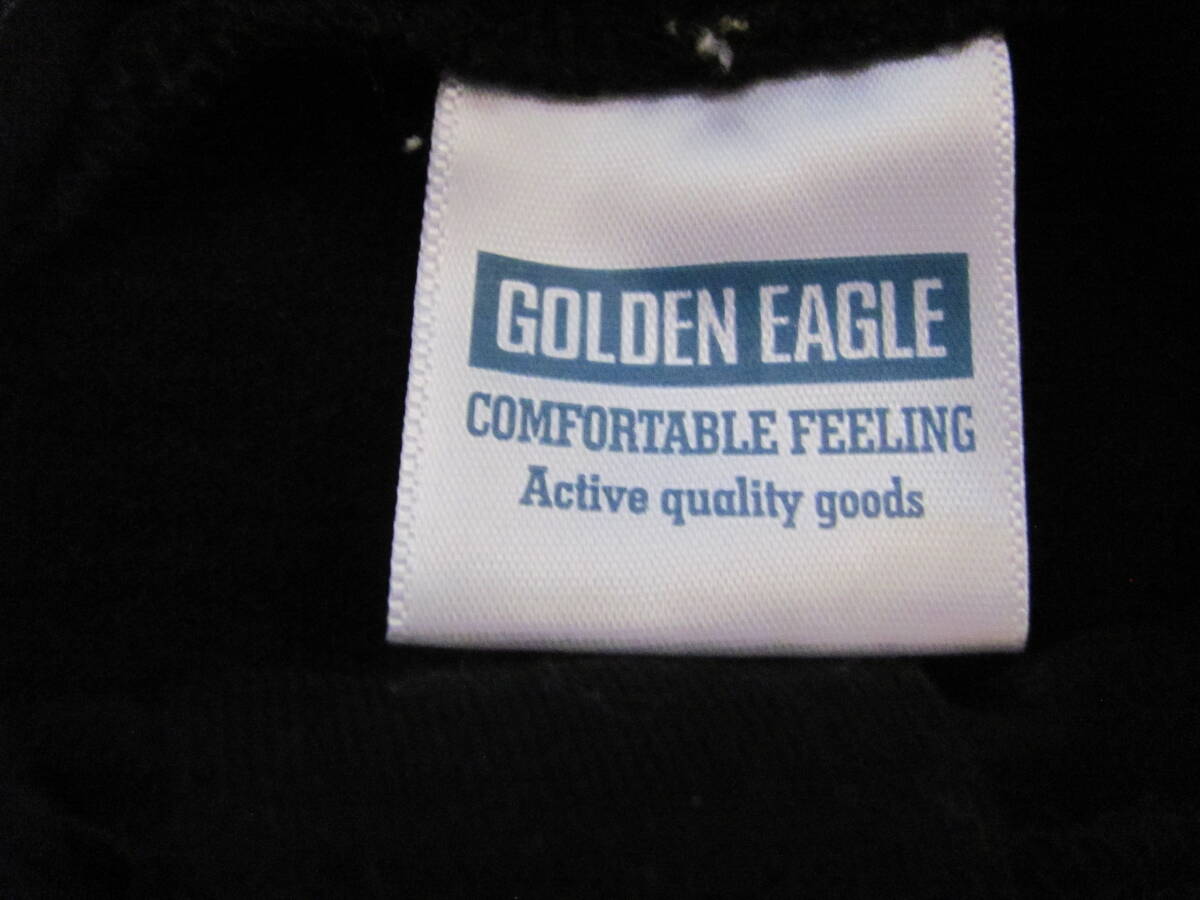 GOLDEN EAGLE
COMFORTABLE FEELING
Active quality goods